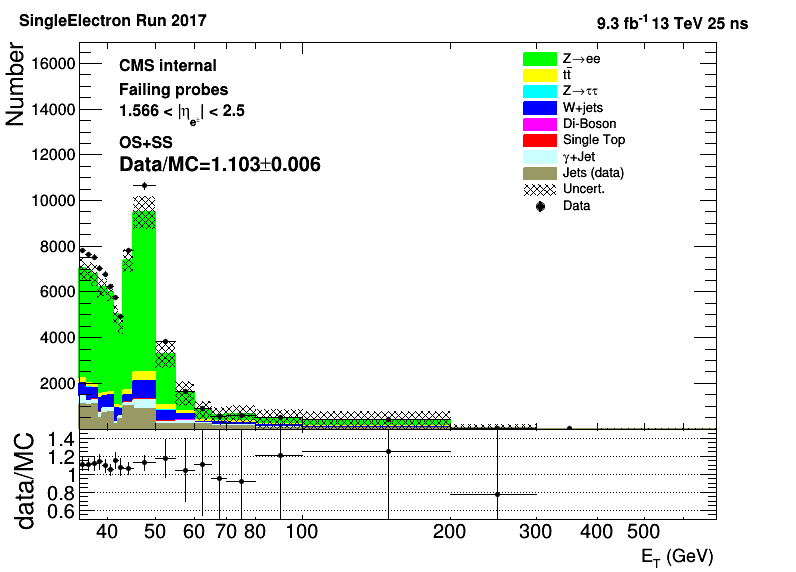 SingleElectron Run 2017
9.3 fb⁻¹ 13 TeV 25 ns
Number
16000
14000
12000
10000
8000
6000
4000
2000
CMS internal
Failing probes
1.566 < |η_e±| < 2.5
OS+SS
Data/MC=1.103±0.006
Z→ee
tt̄
Z→ττ
W+jets
Di-Boson
Single Top
γ+Jet
Jets (data)
Uncert.
Data
data/MC
1.4
1.2
1
0.8
0.6
40 50 60 70 80 100 200 300 400 500
E_T (GeV)